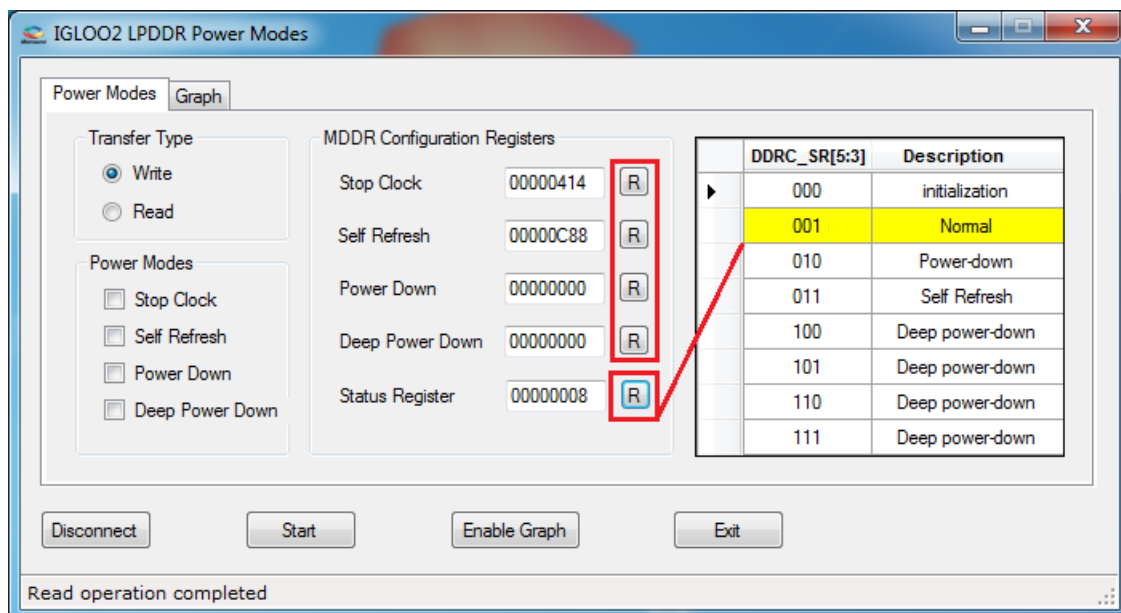 IGLOO2 LPDDR Power Modes
Power Modes
Graph
Transfer Type
Write
Read
Power Modes
Stop Clock
Self Refresh
Power Down
Deep Power Down
MDDR Configuration Registers
Stop Clock 00000414 R
Self Refresh 00000C88 R
Power Down 00000000 R
Deep Power Down 00000000 R
Status Register 00000008 R
DDRC_SR[5:3] Description
000 initialization
001 Normal
010 Power-down
011 Self Refresh
100 Deep power-down
101 Deep power-down
110 Deep power-down
111 Deep power-down
Disconnect Start Enable Graph Exit
Read operation completed